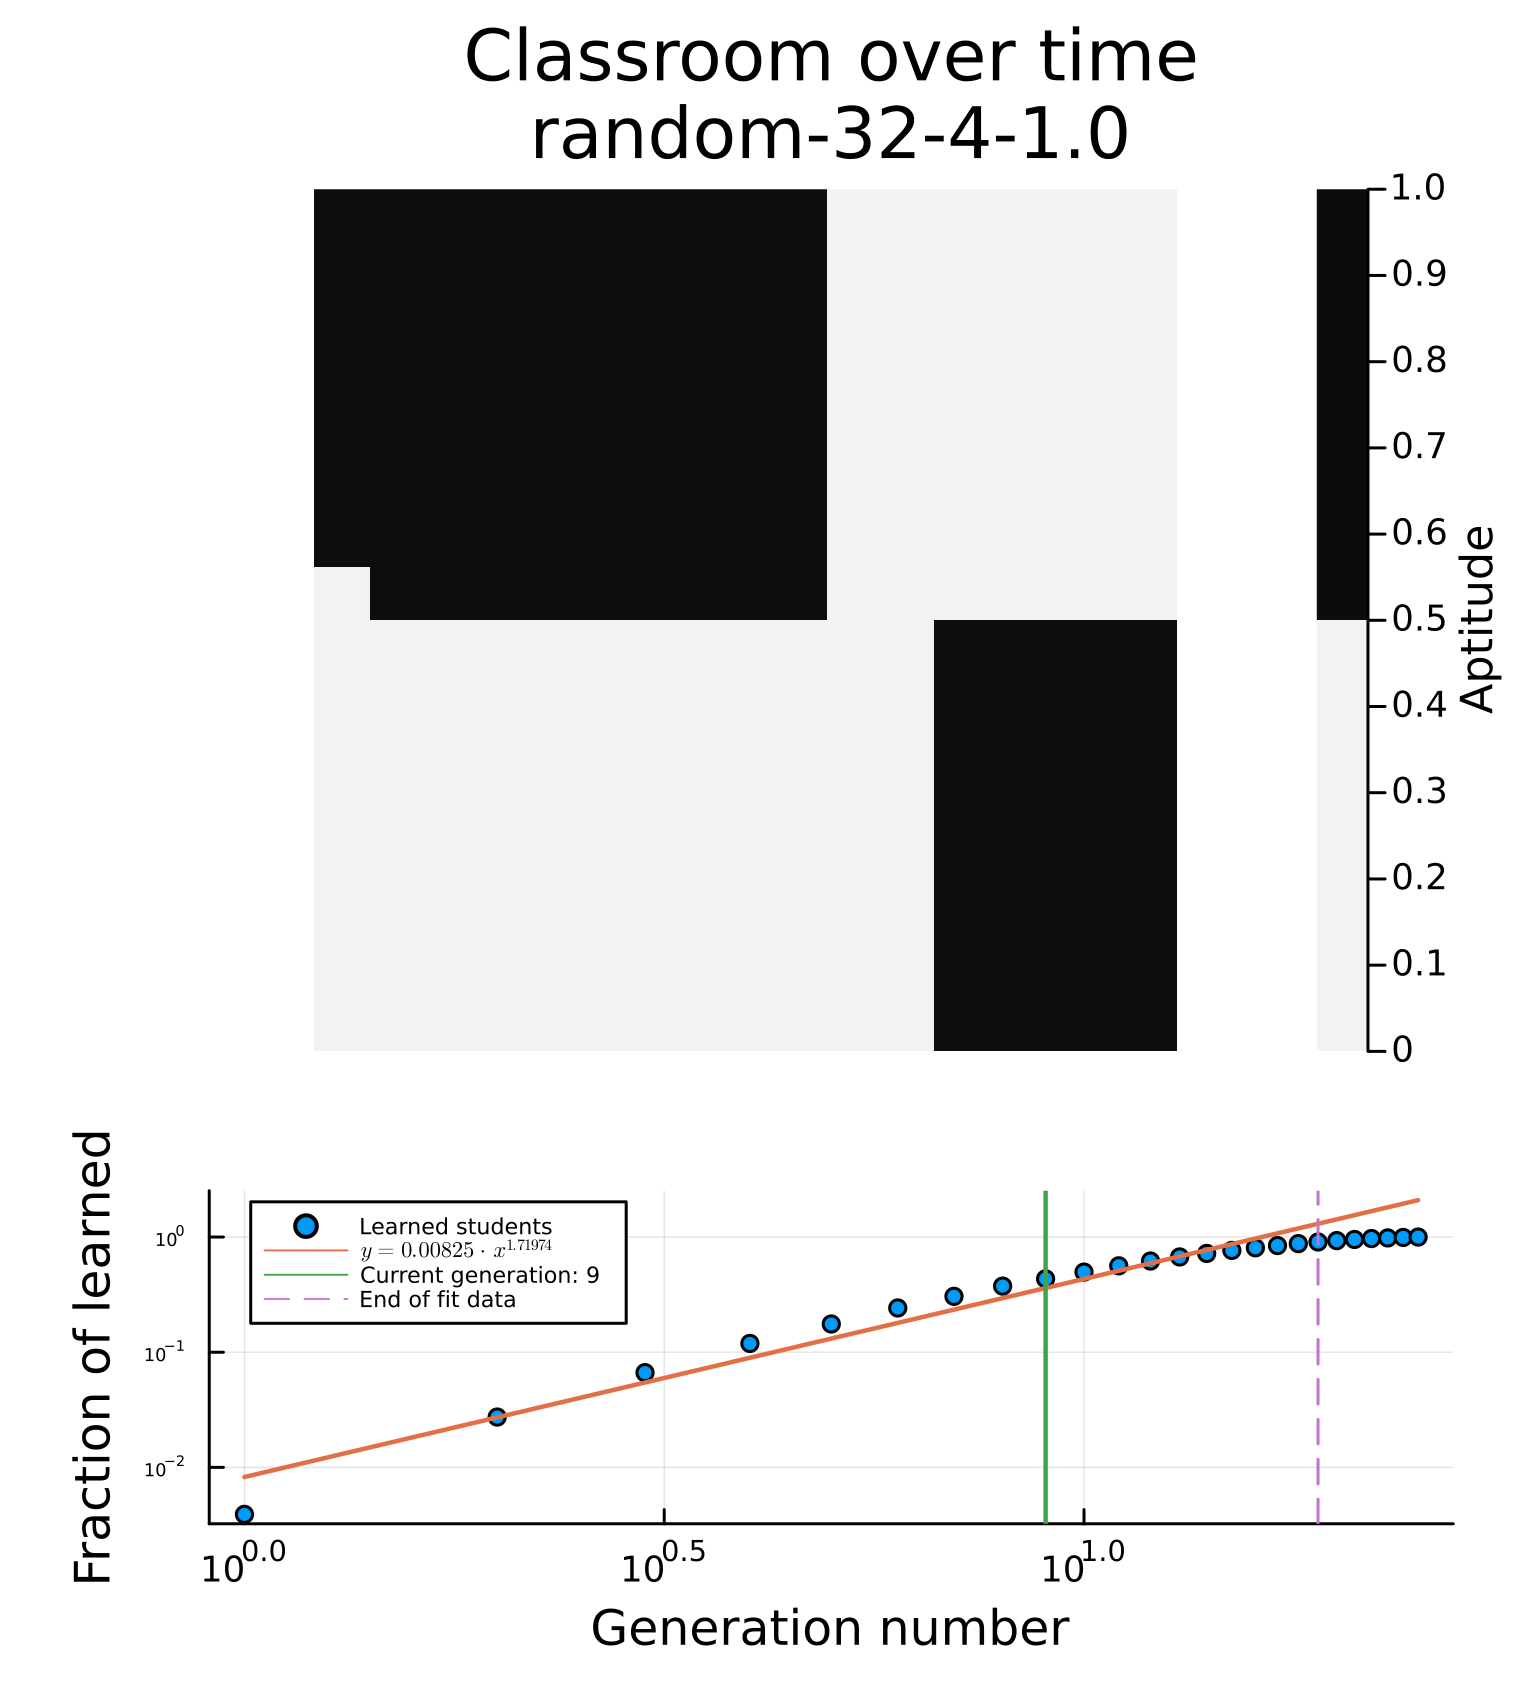 Classroom over time
random-32-4-1.0
1.0
0.9
0.8
0.7
0.6
0.5
0.4
0.3
0.2
0.1
0
Aptitude
Fraction of learned
10⁰
10⁻¹
10⁻²
Learned students
y = 0.00825 · x^1.71974
Current generation: 9
End of fit data
10^0.0
10^0.5
10^1.0
Generation number